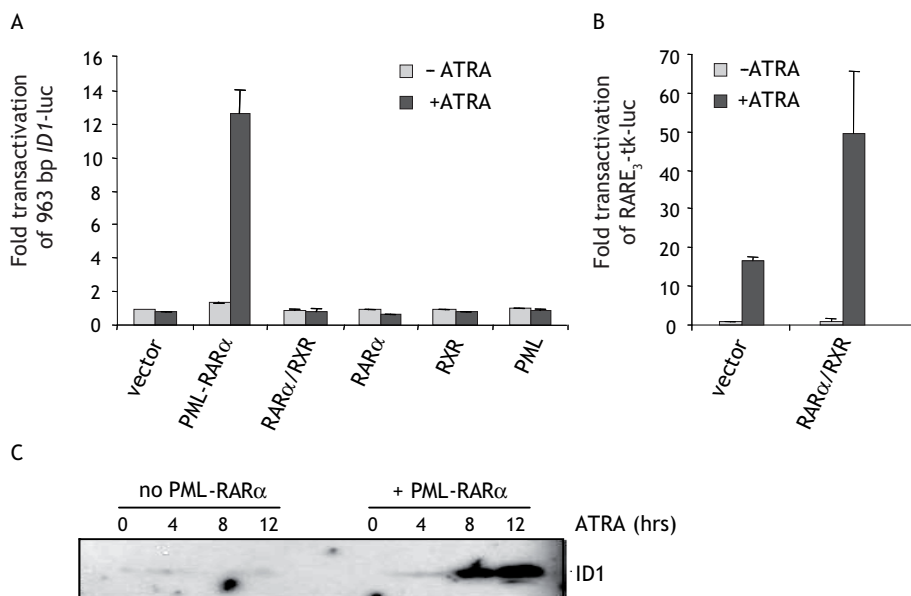 A
Fold transactivation
of 963 bp ID1-luc
16
14
12
10
8
6
4
2
0
– ATRA
+ATRA
vector
PML-RARα
RARα/RXR
RARα
RXR
PML
B
Fold transactivation
of RARE3-tk-luc
70
60
50
40
30
20
10
0
–ATRA
+ATRA
vector
RARα/RXR
C
no PML-RARα
+ PML-RARα
0 4 8 12 0 4 8 12 ATRA (hrs)
ID1